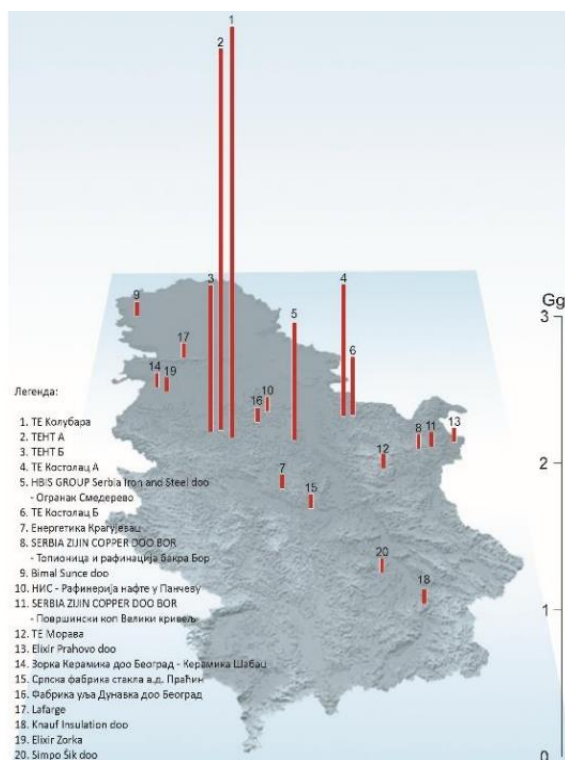 1
2
3
4
Gg
3
9
5
17
6
14
19
10
16
13
8
11
12
2
7
15
20
18
1
0
Легенда:
1. ТЕ Колубара
2. ТЕНТ А
3. ТЕНТ Б
4. ТЕ Костолац А
5. HBIS GROUP Serbia Iron and Steel doo
- Огранак Смедерево
6. ТЕ Костолац Б
7. Енергетика Крагујевац
8. SERBIA ZIJIN COPPER DOO BOR
- Топионица и рафинација бакра Бор
9. Bimal Sunce doo
10. НИС - Рафинерија нафте у Панчеву
11. SERBIA ZIJIN COPPER DOO BOR
- Површински коп Велики кривељ
12. ТЕ Морава
13. Elixir Prahovo doo
14. Зорка Керамика доо Београд - Керамика Шабац
15. Српска фабрика стакла а.д. Праћин
16. Фабрика уља Дунавка доо Београд
17. Lafarge
18. Knauf Insulation doo
19. Elixir Zorka
20. Simpo Šik doo